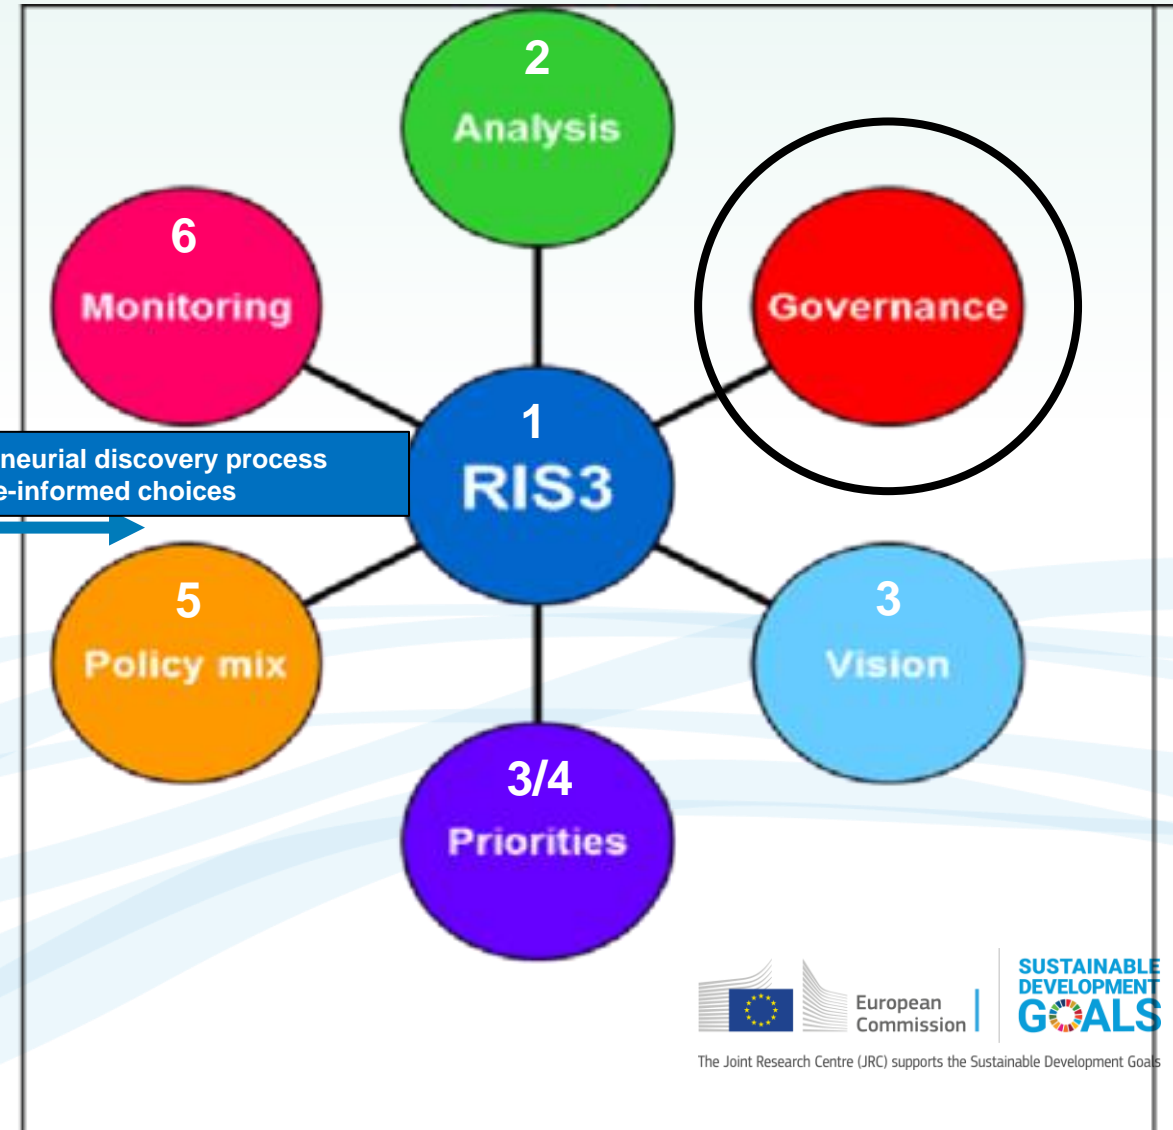 2
Analysis
6
Monitoring
Governance
neurial discovery process
e-informed choices
1
RIS3
5
Policy mix
3
Vision
3/4
Priorities
European
Commission
SUSTAINABLE
DEVELOPMENT
GOALS
The Joint Research Centre (JRC) supports the Sustainable Development Goals